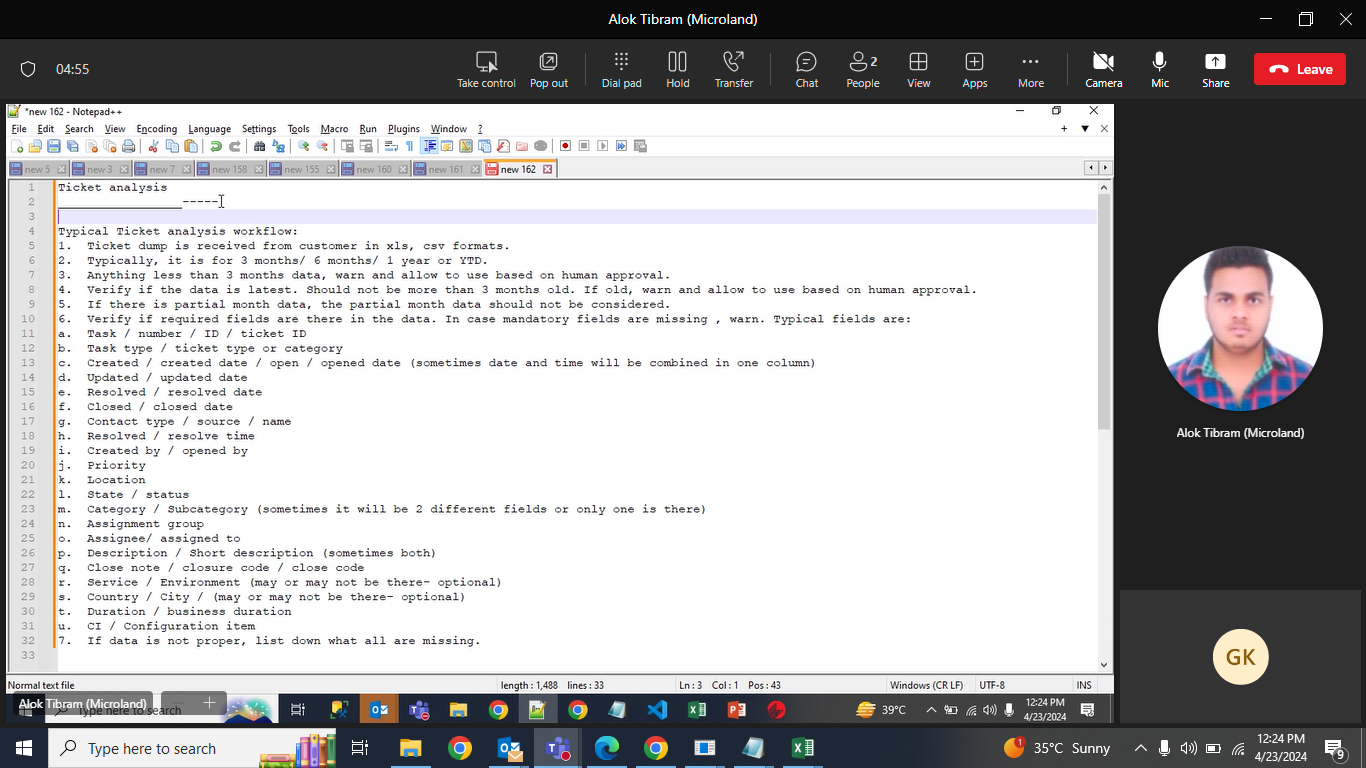 Alok Tibram (Microland)
04:55
Take control
Pop out
Dial pad
Hold
Transfer
Chat
2
People
View
Apps
More
Camera
Mic
Share
Leave
*new 162 - Notepad++
File Edit Search View Encoding Language Settings Tools Macro Run Plugins Window ?
new 5 new 3 new 7 new 158 new 155 new 160 new 161 new 162
1 Ticket analysis
2 _________________-----
3
4 Typical Ticket analysis workflow:
5 1. Ticket dump is received from customer in xls, csv formats.
6 2. Typically, it is for 3 months/ 6 months/ 1 year or YTD.
7 3. Anything less than 3 months data, warn and allow to use based on human approval.
8 4. Verify if the data is latest. Should not be more than 3 months old. If old, warn and allow to use based on human approval.
9 5. If there is partial month data, the partial month data should not be considered.
10 6. Verify if required fields are there in the data. In case mandatory fields are missing , warn. Typical fields are:
11 a. Task / number / ID / ticket ID
12 b. Task type / ticket type or category
13 c. Created / created date / open / opened date (sometimes date and time will be combined in one column)
14 d. Updated / updated date
15 e. Resolved / resolved date
16 f. Closed / closed date
17 g. Contact type / source / name
18 h. Resolved / resolve time
19 i. Created by / opened by
20 j. Priority
21 k. Location
22 l. State / status
23 m. Category / Subcategory (sometimes it will be 2 different fields or only one is there)
24 n. Assignment group
25 o. Assignee/ assigned to
26 p. Description / Short description (sometimes both)
27 q. Close note / closure code / close code
28 r. Service / Environment (may or may not be there- optional)
29 s. Country / City / (may or may not be there- optional)
30 t. Duration / business duration
31 u. CI / Configuration item
32 7. If data is not proper, list down what all are missing.
33
Normal text file
length : 1,488 lines : 33
Ln : 3 Col : 1 Pos : 43
Windows (CR LF)
UTF-8
INS
Alok Tibram (Microland)
Type here to search
39°C
12:24 PM
4/23/2024
Alok Tibram (Microland)
GK
Type here to search
1
35°C Sunny
12:24 PM
4/23/2024
9